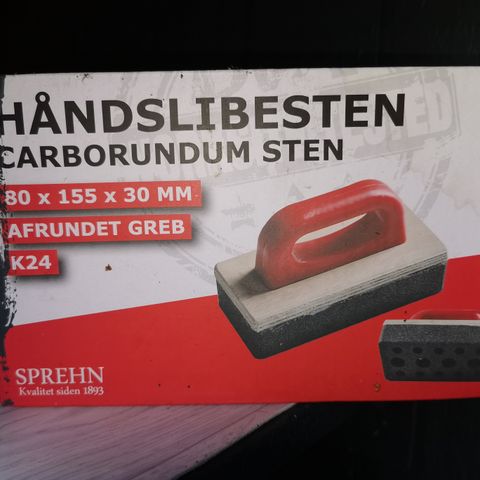 HÅNDSLIBESTEN
CARBORUNDUM STEN
80 x 155 x 30 MM
AFRUNDET GREB
K24
SPREHN
Kvalitet siden 1893